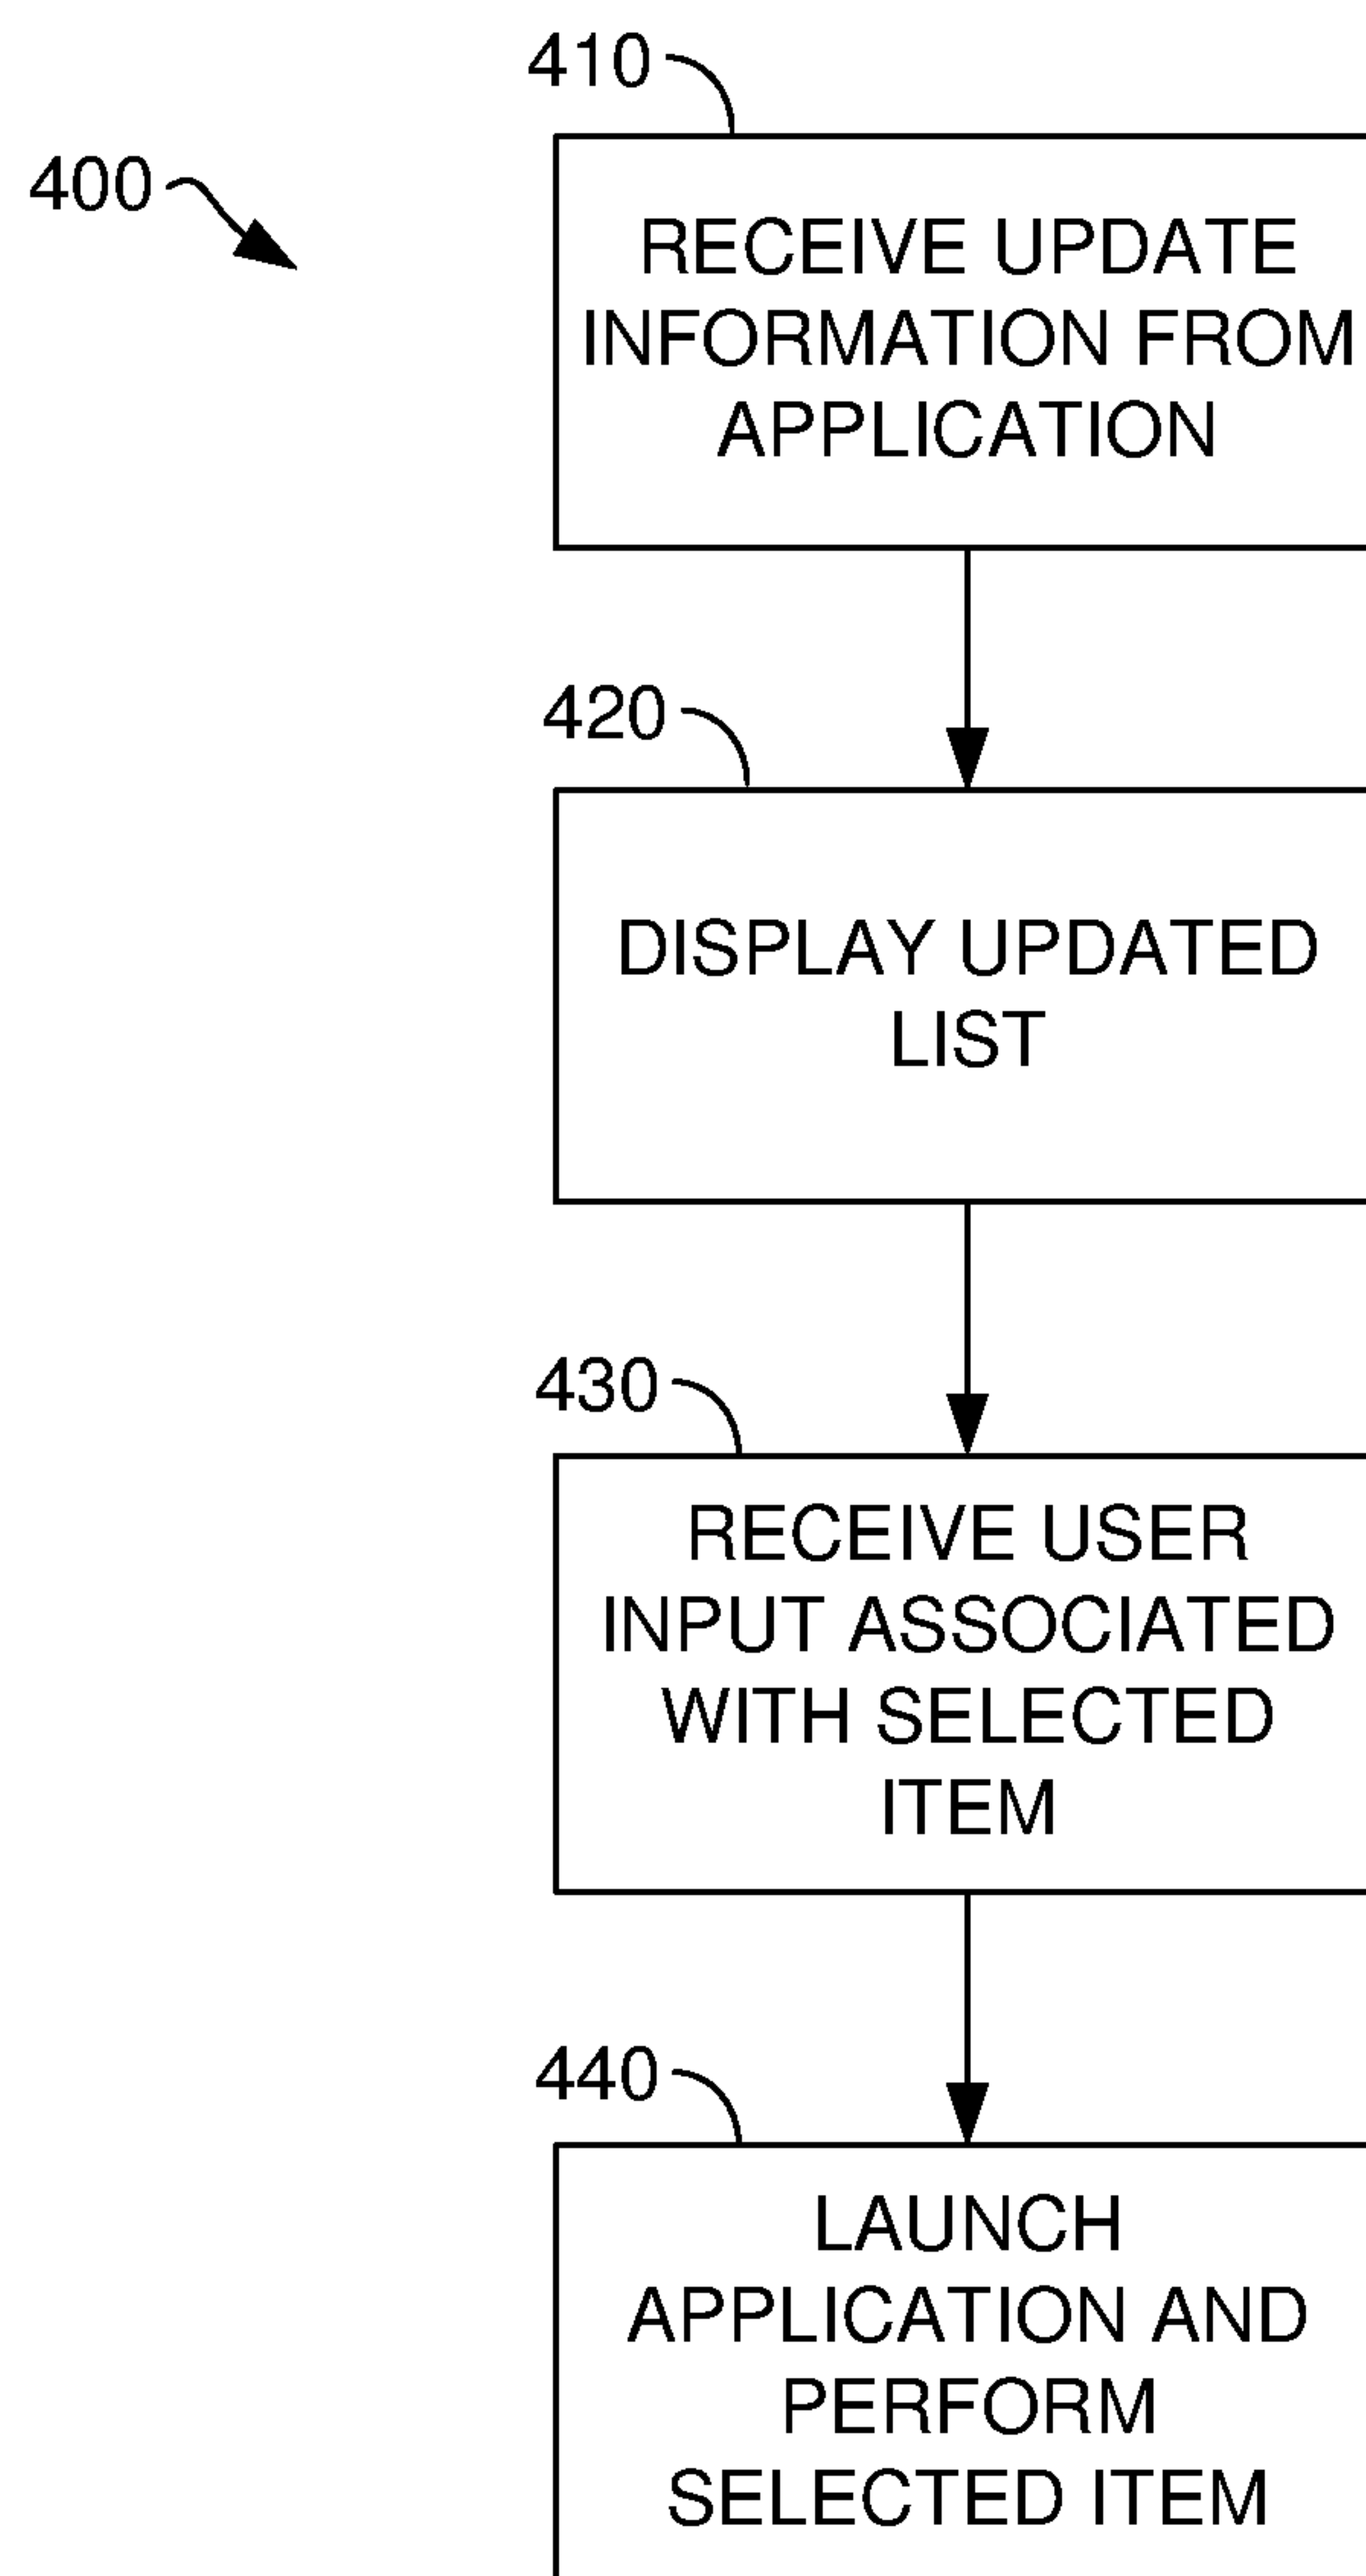 410
400
RECEIVE UPDATE
INFORMATION FROM
APPLICATION
420
DISPLAY UPDATED
LIST
430
RECEIVE USER
INPUT ASSOCIATED
WITH SELECTED
ITEM
440
LAUNCH
APPLICATION AND
PERFORM
SELECTED ITEM